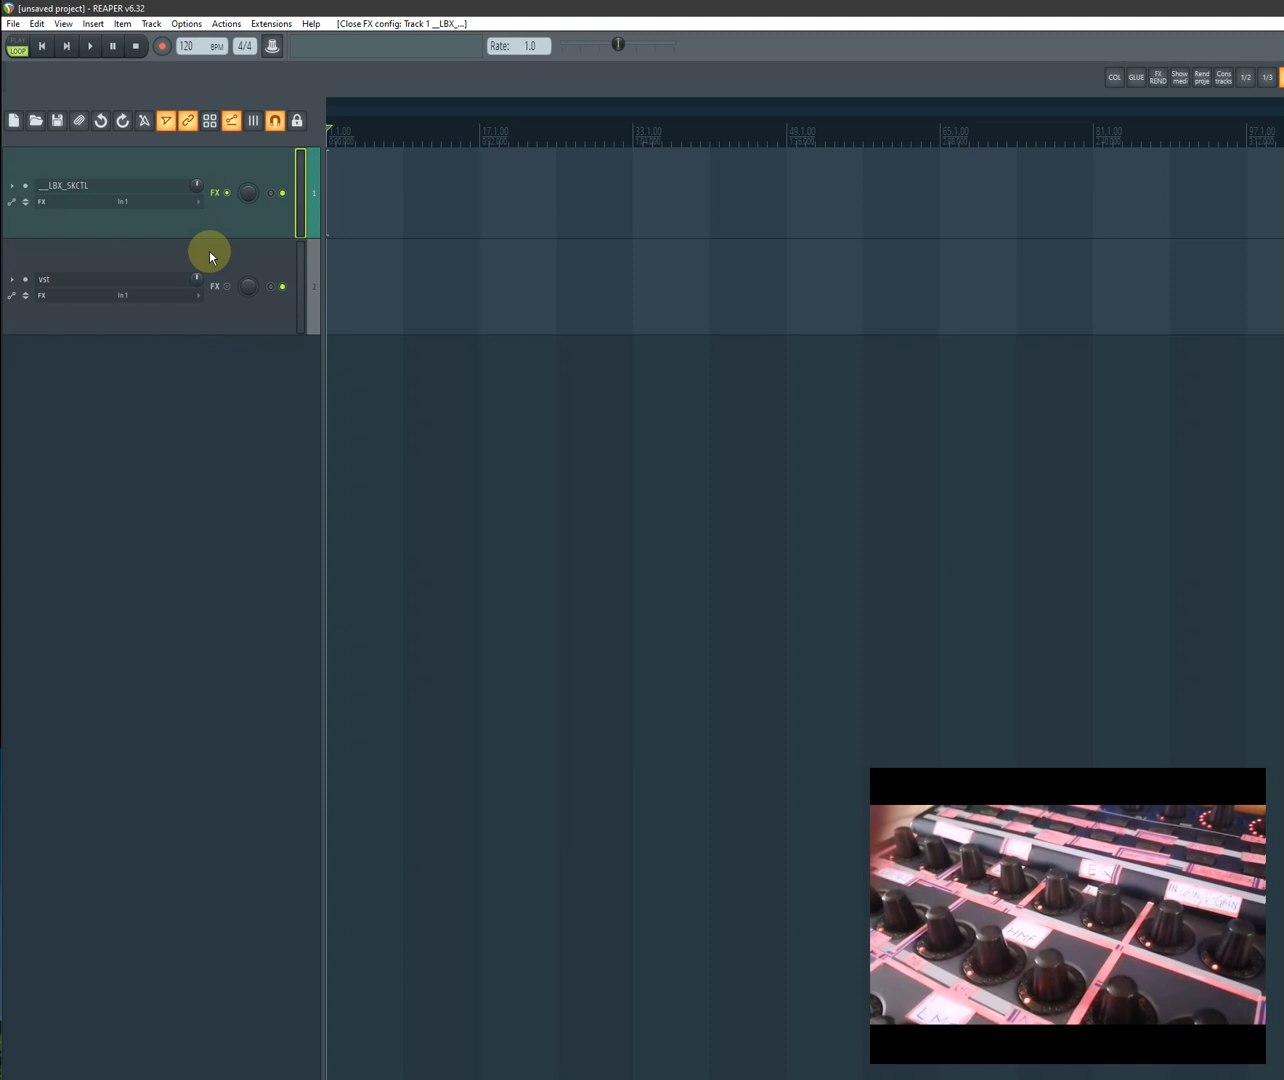 [unsaved project] - REAPER v6.32
File Edit View Insert Item Track Options Actions Extensions Help [Close FX config: Track 1 __LBX_...]
LOOP 120 BPM 4/4 Rate: 1.0
COL GLUE FX REND Show medi Rend proje Cons tracks 1/2 1/3
1.1.00 17.1.00 33.1.00 49.1.00 65.1.00 81.1.00 97.1.00
__LBX_SKCTL FX 1
FX In 1
vst FX 2
FX In 1
HMF